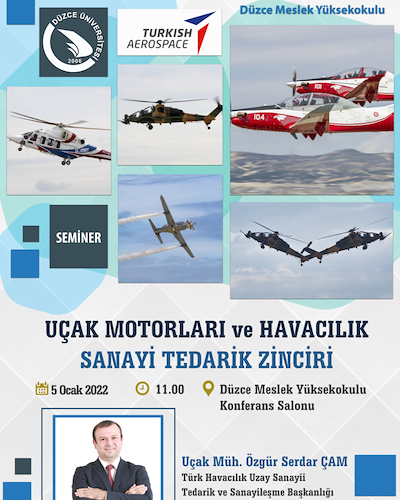 DÜZCE ÜNİVERSİTESİ
2006
TURKISH
AEROSPACE
Düzce Meslek Yüksekokulu
101
104
SEMİNER
UÇAK MOTORLARI ve HAVACILIK
SANAYİ TEDARİK ZİNCİRİ
5 Ocak 2022
11.00
Düzce Meslek Yüksekokulu
Konferans Salonu
Uçak Müh. Özgür Serdar ÇAM
Türk Havacılık Uzay Sanayii
Tedarik ve Sanayileşme Başkanlığı